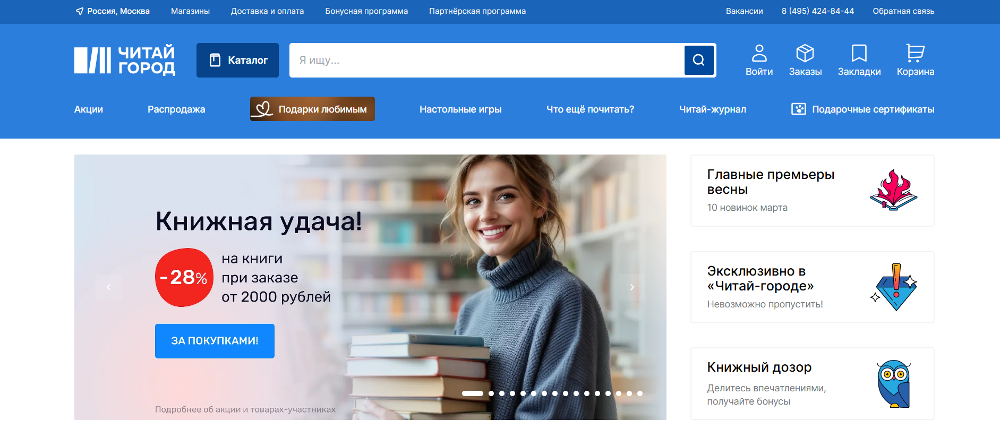 Россия, Москва
Магазины
Доставка и оплата
Бонусная программа
Партнёрская программа
Вакансии
8 (495) 424-84-44
Обратная связь
ЧИТАЙ
ГОРОД
Каталог
Я ищу...
Войти
Заказы
Закладки
Корзина
Акции
Распродажа
Подарки любимым
Настольные игры
Что ещё почитать?
Читай-журнал
Подарочные сертификаты
Книжная удача!
-28%
на книги
при заказе
от 2000 рублей
ЗА ПОКУПКАМИ!
Подробнее об акции и товарах-участниках
Главные премьеры
весны
10 новинок марта
Эксклюзивно в
«Читай-городе»
Невозможно пропустить!
Книжный дозор
Делитесь впечатлениями,
получайте бонусы